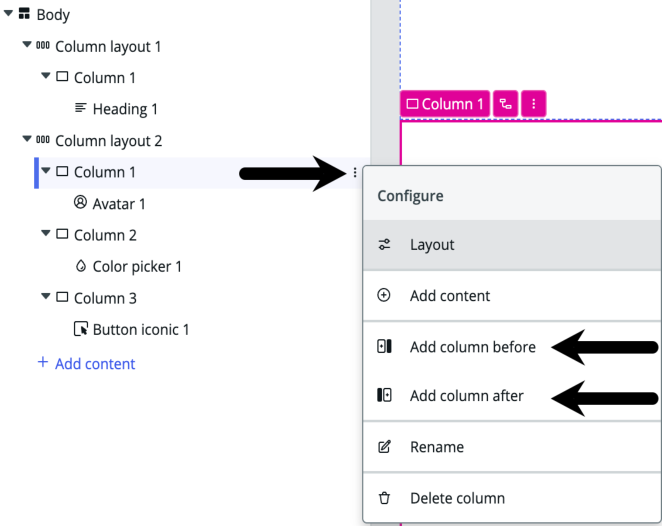 Body
Column layout 1
Column 1
Heading 1
Column layout 2
Column 1
Avatar 1
Column 2
Color picker 1
Column 3
Button iconic 1
+ Add content
Column 1
Configure
Layout
Add content
Add column before
Add column after
Rename
Delete column